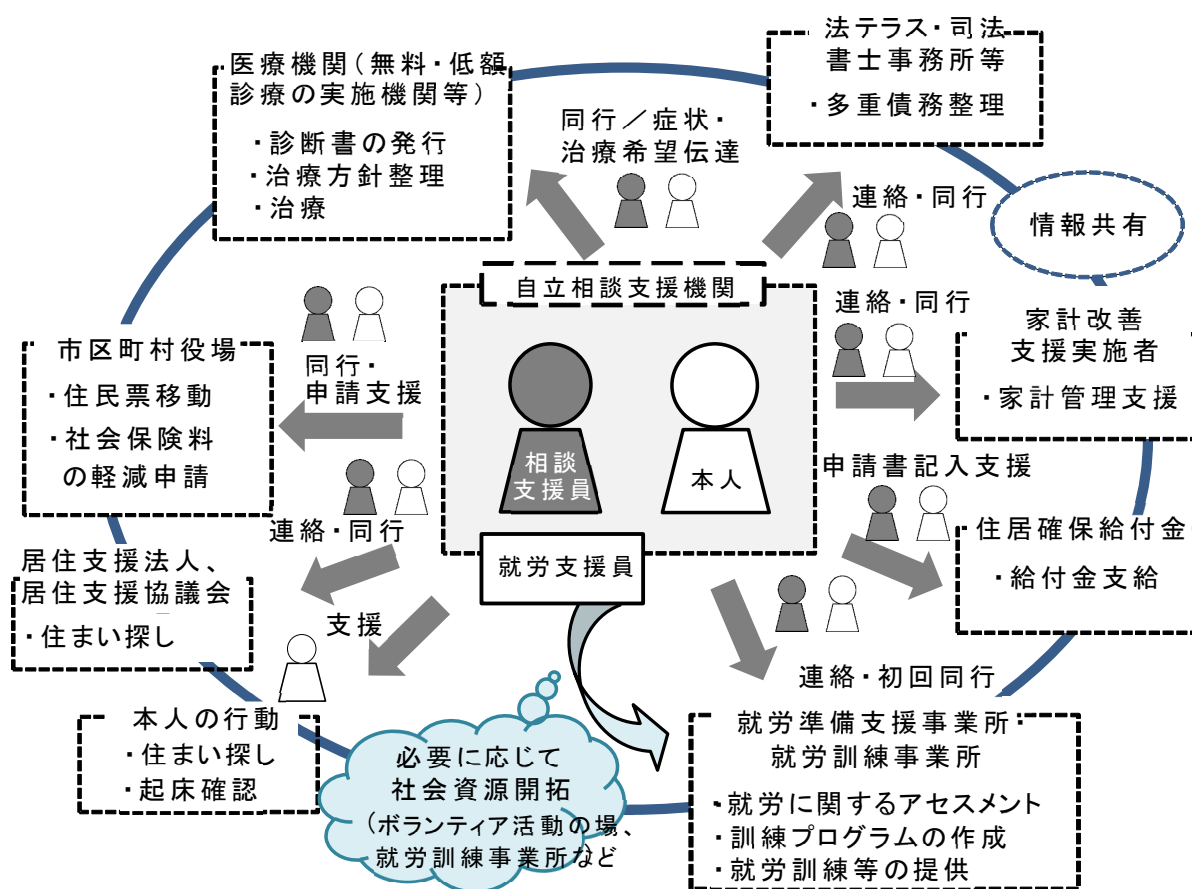 医療機関（無料・低額
診療の実施機関等）
・診断書の発行
・治療方針整理
・治療
同行／症状・
治療希望伝達
法テラス・司法
書士事務所等
・多重債務整理
連絡・同行
情報共有
自立相談支援機関
相談
支援員
本人
就労支援員
連絡・同行
家計改善
支援実施者
・家計管理支援
市区町村役場
・住民票移動
・社会保険料
の軽減申請
同行・
申請支援
申請書記入支援
住居確保給付金
・給付金支給
連絡・同行
居住支援法人、
居住支援協議会
・住まい探し
支援
本人の行動
・住まい探し
・起床確認
必要に応じて
社会資源開拓
（ボランティア活動の場、
就労訓練事業所など
連絡・初回同行
就労準備支援事業所・
就労訓練事業所
・就労に関するアセスメント
・訓練プログラムの作成
・就労訓練等の提供